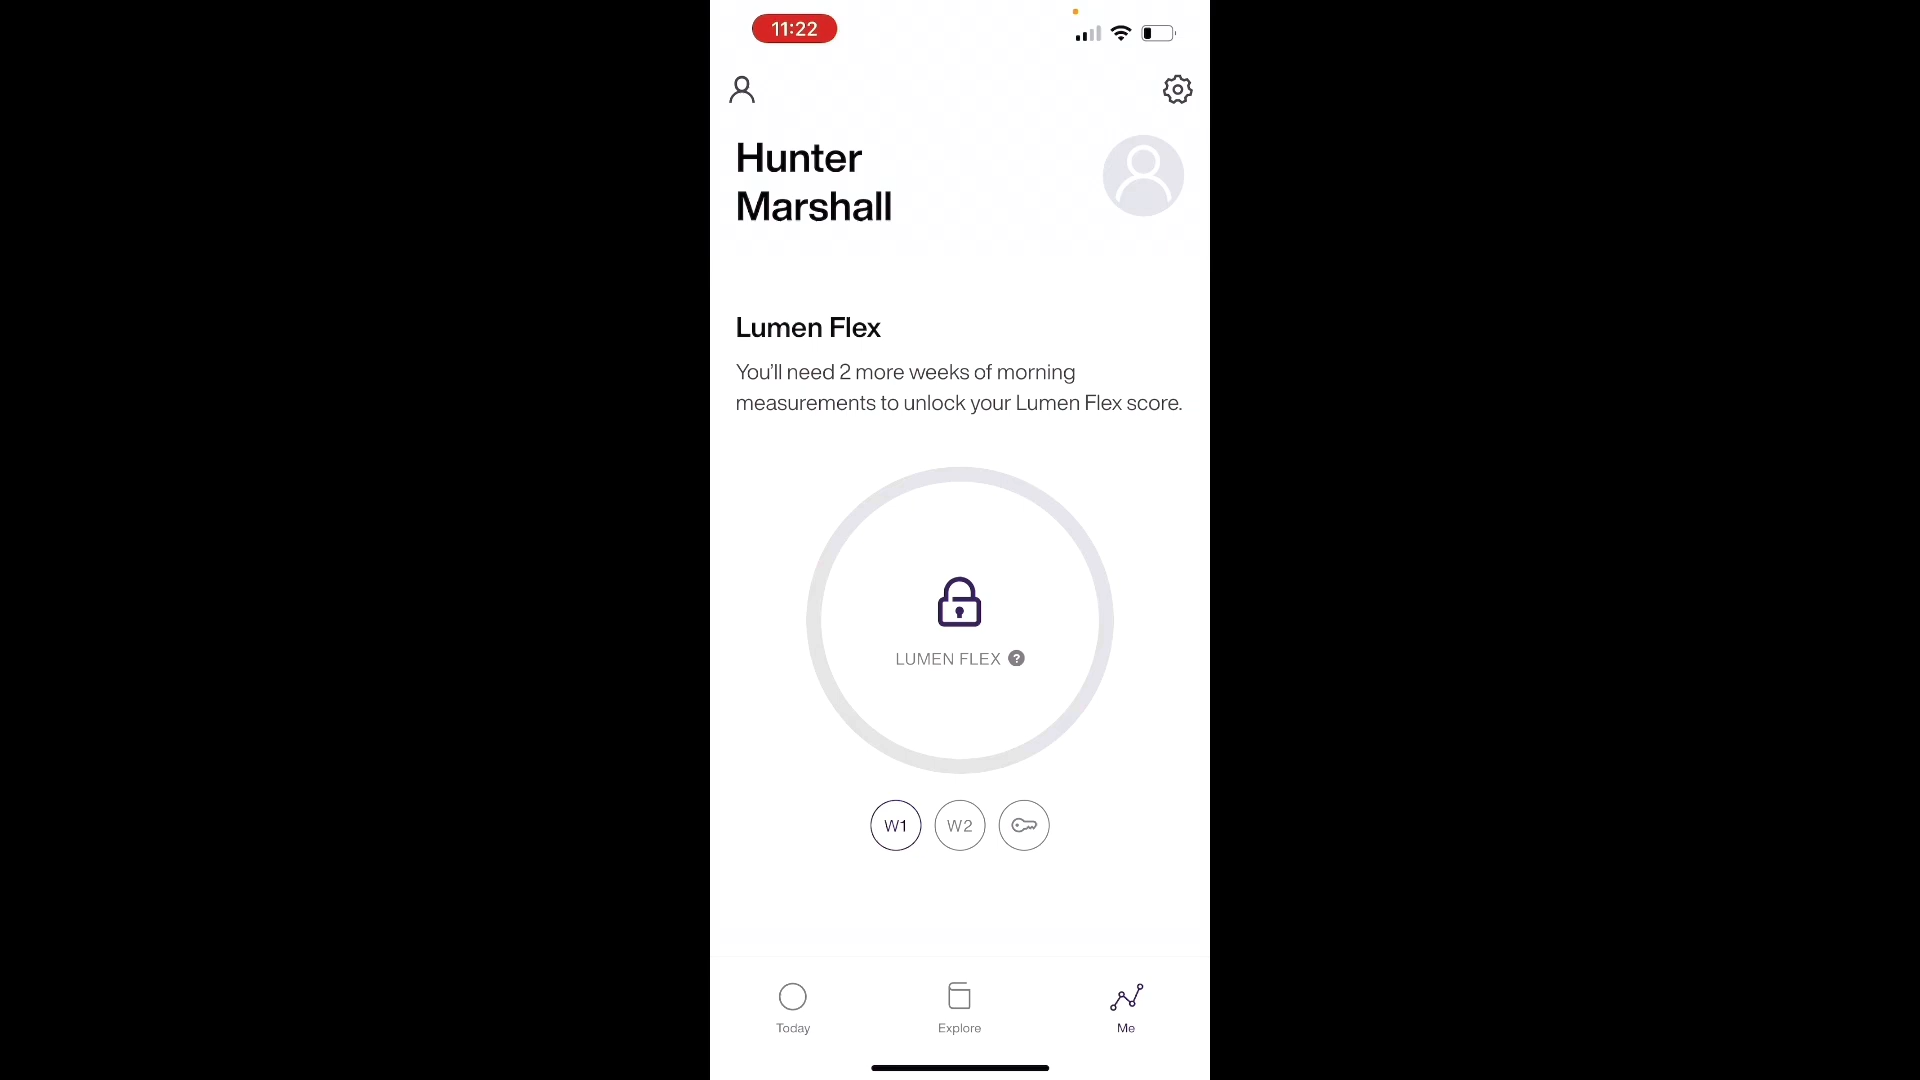 11:22
Hunter
Marshall
Lumen Flex
You'll need 2 more weeks of morning
measurements to unlock your Lumen Flex score.
LUMEN FLEX ?
W1 W2
Today Explore Me